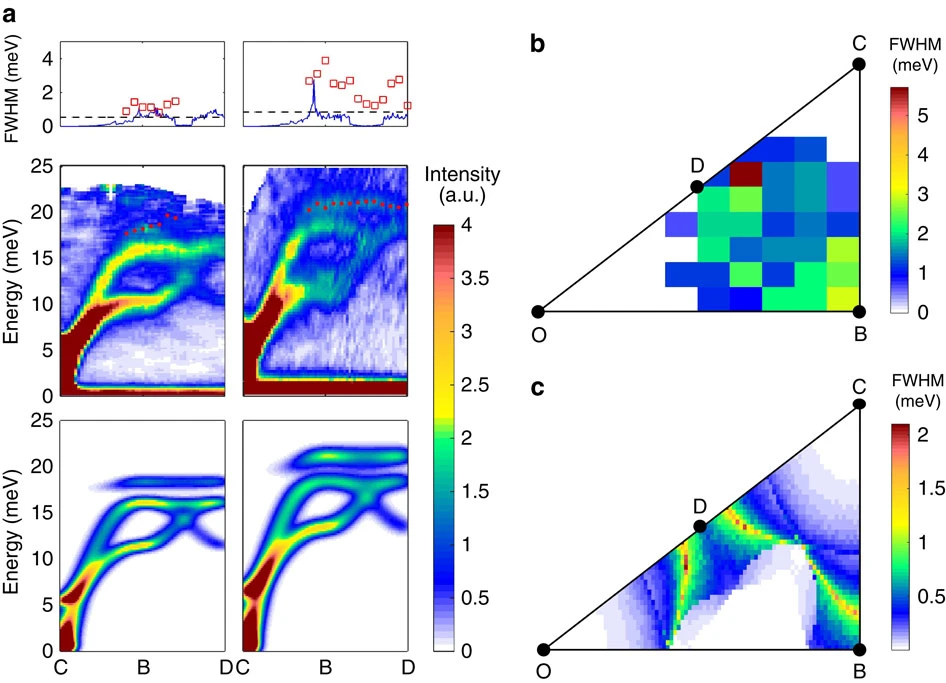 a
FWHM (meV)
4
2
0
Energy (meV)
25
20
15
10
5
0
Intensity
(a.u.)
4
3.5
3
2.5
2
1.5
1
0.5
0
Energy (meV)
25
20
15
10
5
0
C B D C B D
b
C
D
O
B
FWHM
(meV)
5
4
3
2
1
0
c
C
D
O
B
FWHM
(meV)
2
1.5
1
0.5